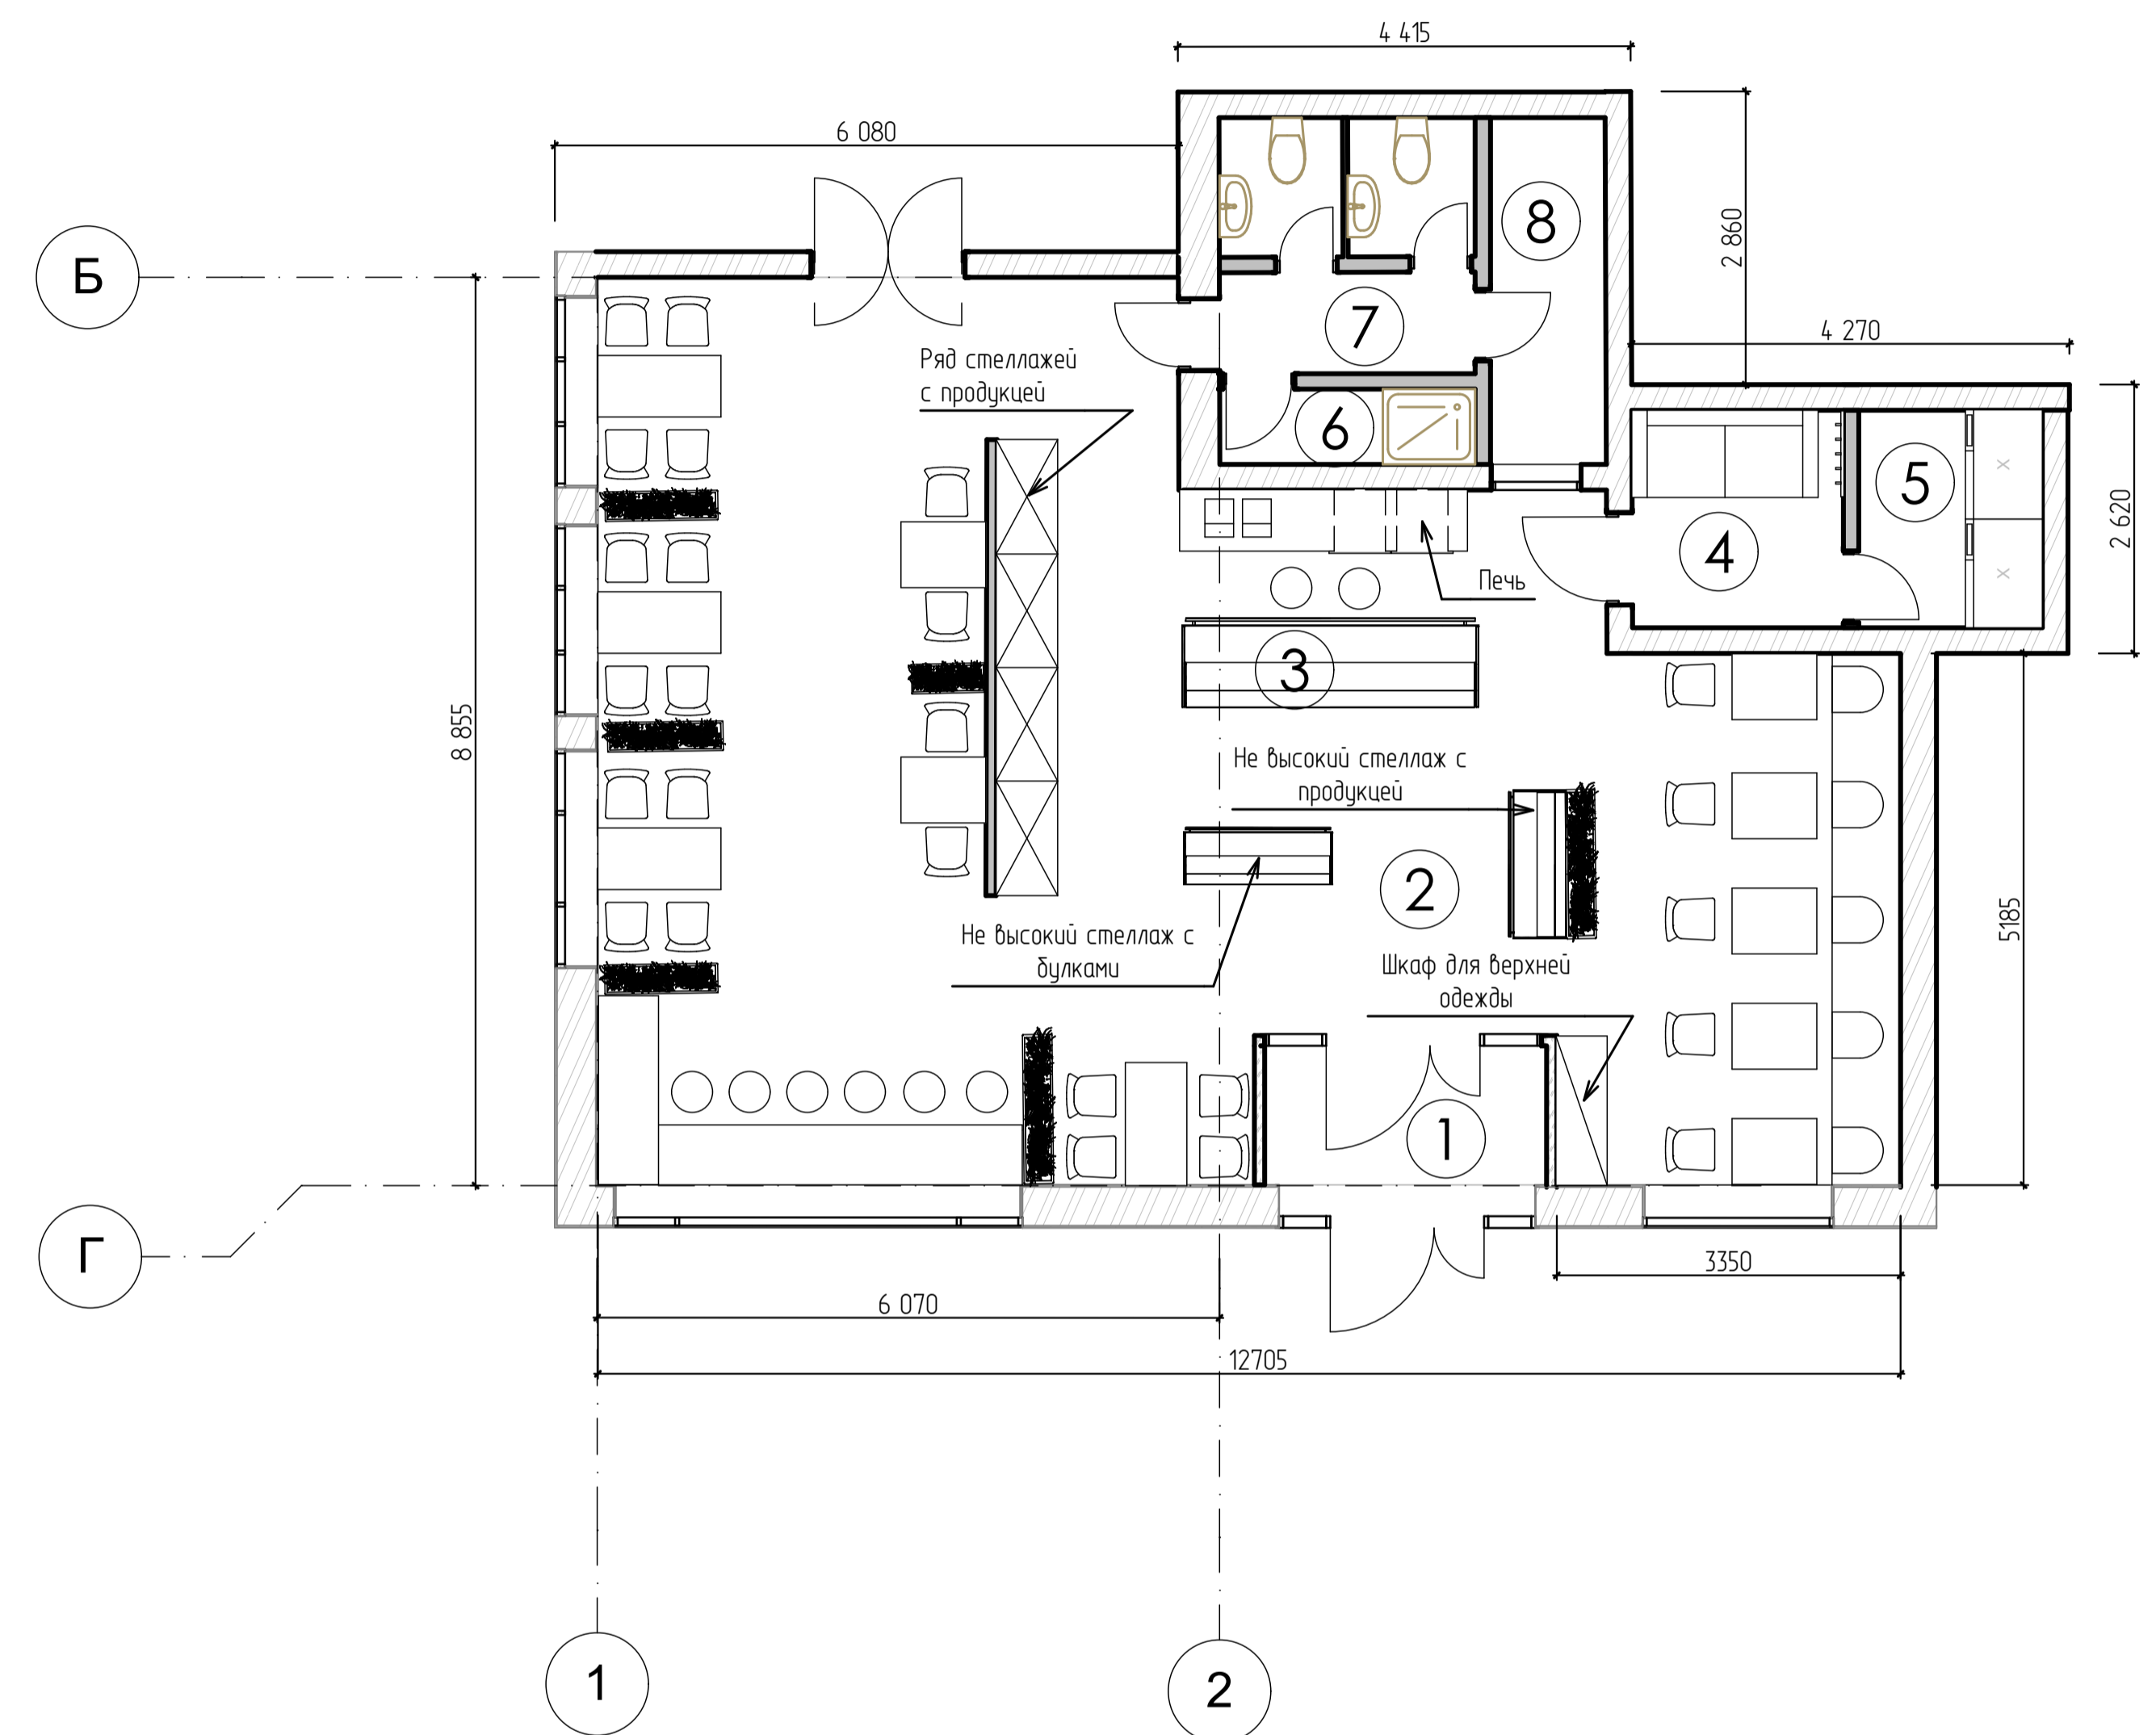 4 415
6 080
8
Б
2 860
7
4 270
Ряд стеллажей
с продукцией
6
5
2 620
4
Печь
3
8 855
Не высокий стеллаж с
продукцией
2
5185
Не высокий стеллаж с
булками
Шкаф для верхней
одежды
1
Г
3350
6 070
12705
1
2
x
x